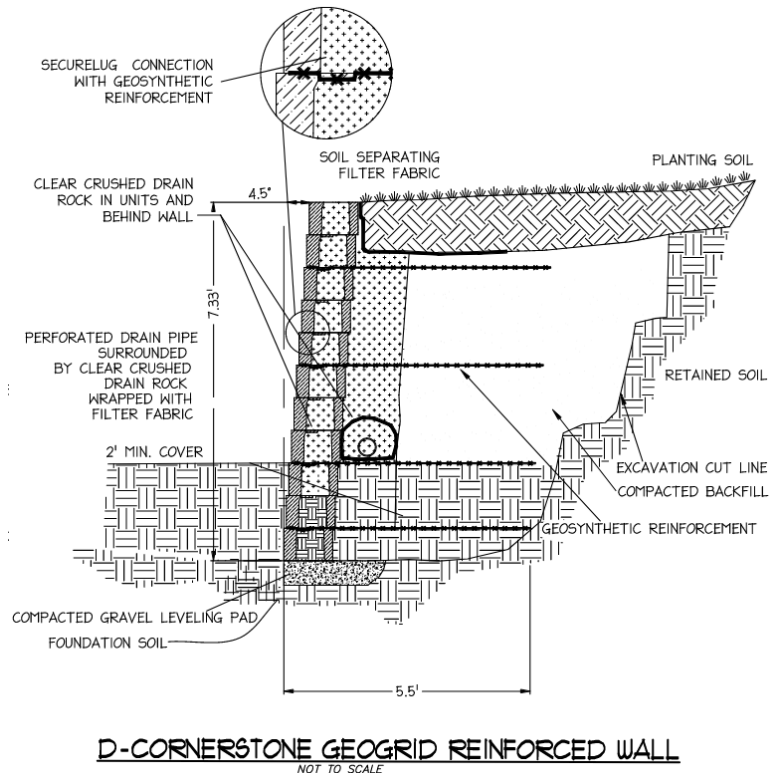 SECURELUG CONNECTION
WITH GEOSYNTHETIC
REINFORCEMENT
SOIL SEPARATING
FILTER FABRIC
PLANTING SOIL
CLEAR CRUSHED DRAIN
ROCK IN UNITS AND
BEHIND WALL
4.5°
7.33'
PERFORATED DRAIN PIPE
SURROUNDED
BY CLEAR CRUSHED
DRAIN ROCK
WRAPPED WITH
FILTER FABRIC
RETAINED SOIL
2' MIN. COVER
EXCAVATION CUT LINE
COMPACTED BACKFILL
GEOSYNTHETIC REINFORCEMENT
COMPACTED GRAVEL LEVELING PAD
FOUNDATION SOIL
5.5'
D-CORNERSTONE GEOGRID REINFORCED WALL
NOT TO SCALE